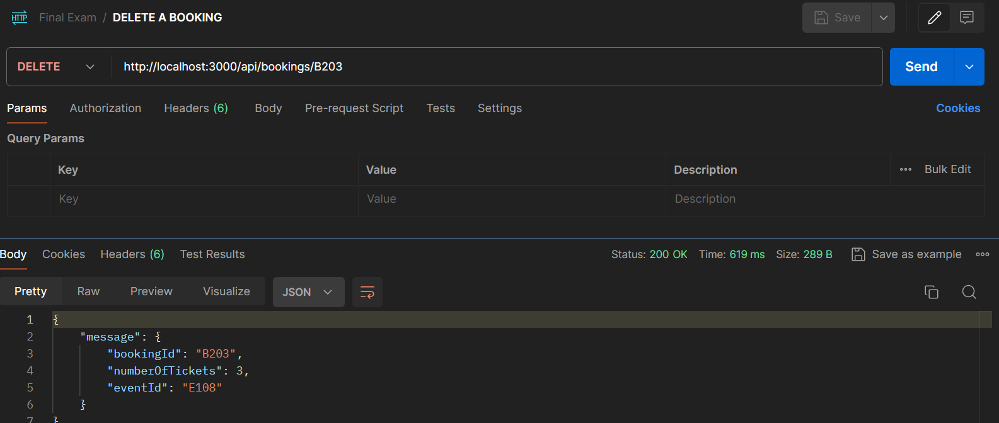 HTTP Final Exam / DELETE A BOOKING Save
DELETE http://localhost:3000/api/bookings/B203 Send
Params Authorization Headers (6) Body Pre-request Script Tests Settings Cookies
Query Params
Key Value Description Bulk Edit
Key Value Description
Body Cookies Headers (6) Test Results Status: 200 OK Time: 619 ms Size: 289 B Save as example
Pretty Raw Preview Visualize JSON
1 {
2 "message": {
3 "bookingId": "B203",
4 "numberOfTickets": 3,
5 "eventId": "E108"
6 }
7 }